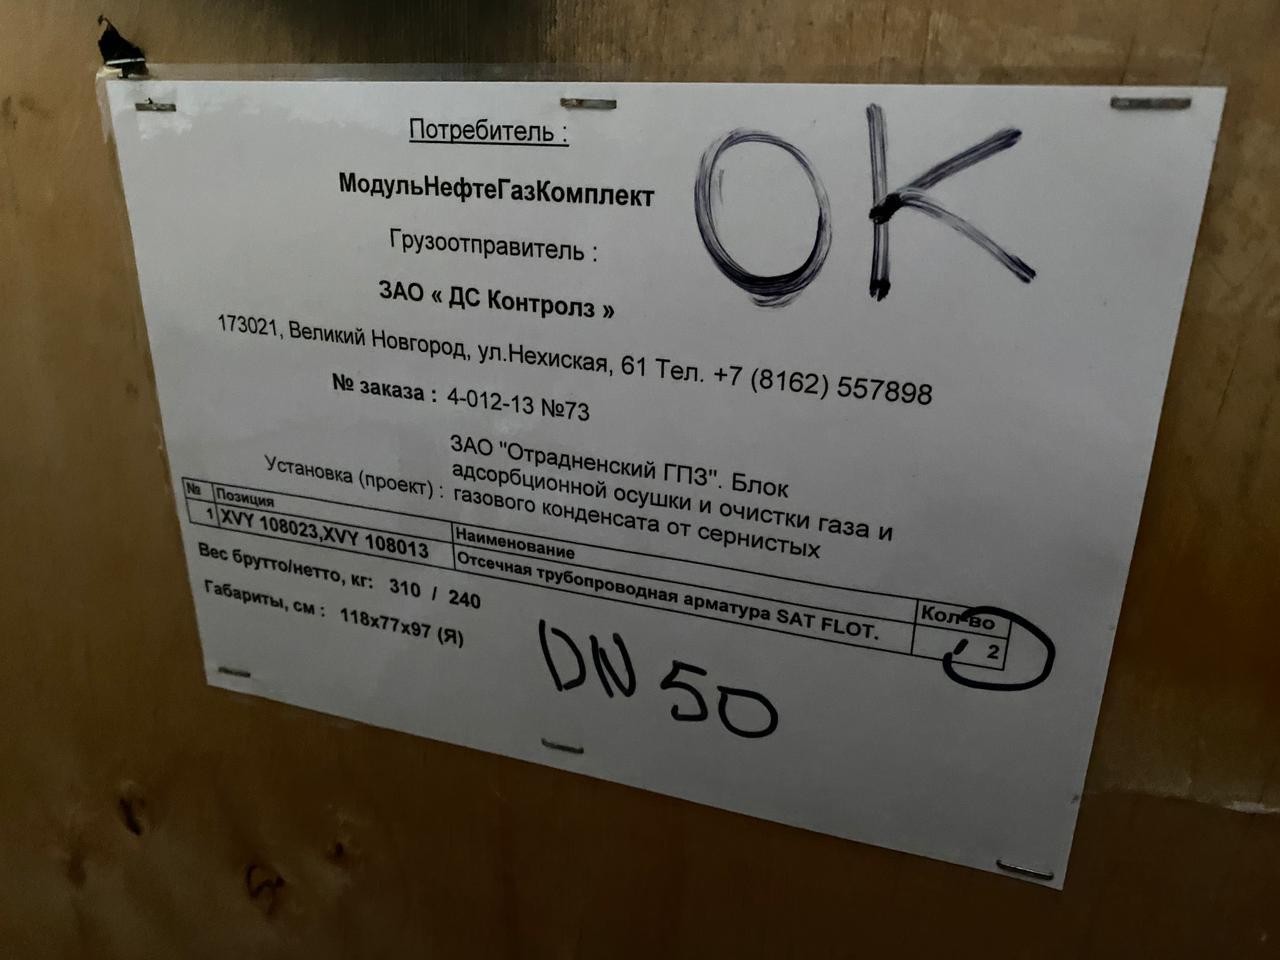 Потребитель :
OK
МодульНефтеГазКомплект
Грузоотправитель :
ЗАО « ДС Контролз »
173021, Великий Новгород, ул.Нехиская, 61 Тел. +7 (8162) 557898
№ заказа : 4-012-13 №73
ЗАО "Отрадненский ГПЗ". Блок
адсорбционной осушки и очистки газа и
Установка (проект) : газового конденсата от сернистых
№ Позиция Наименование Кол-во
1 XVY 108023,XVY 108013 Отсечная трубопроводная арматура SAT FLOT. 2
Вес брутто/нетто, кг: 310 / 240
Габариты, см : 118x77x97 (Я)
DN 50